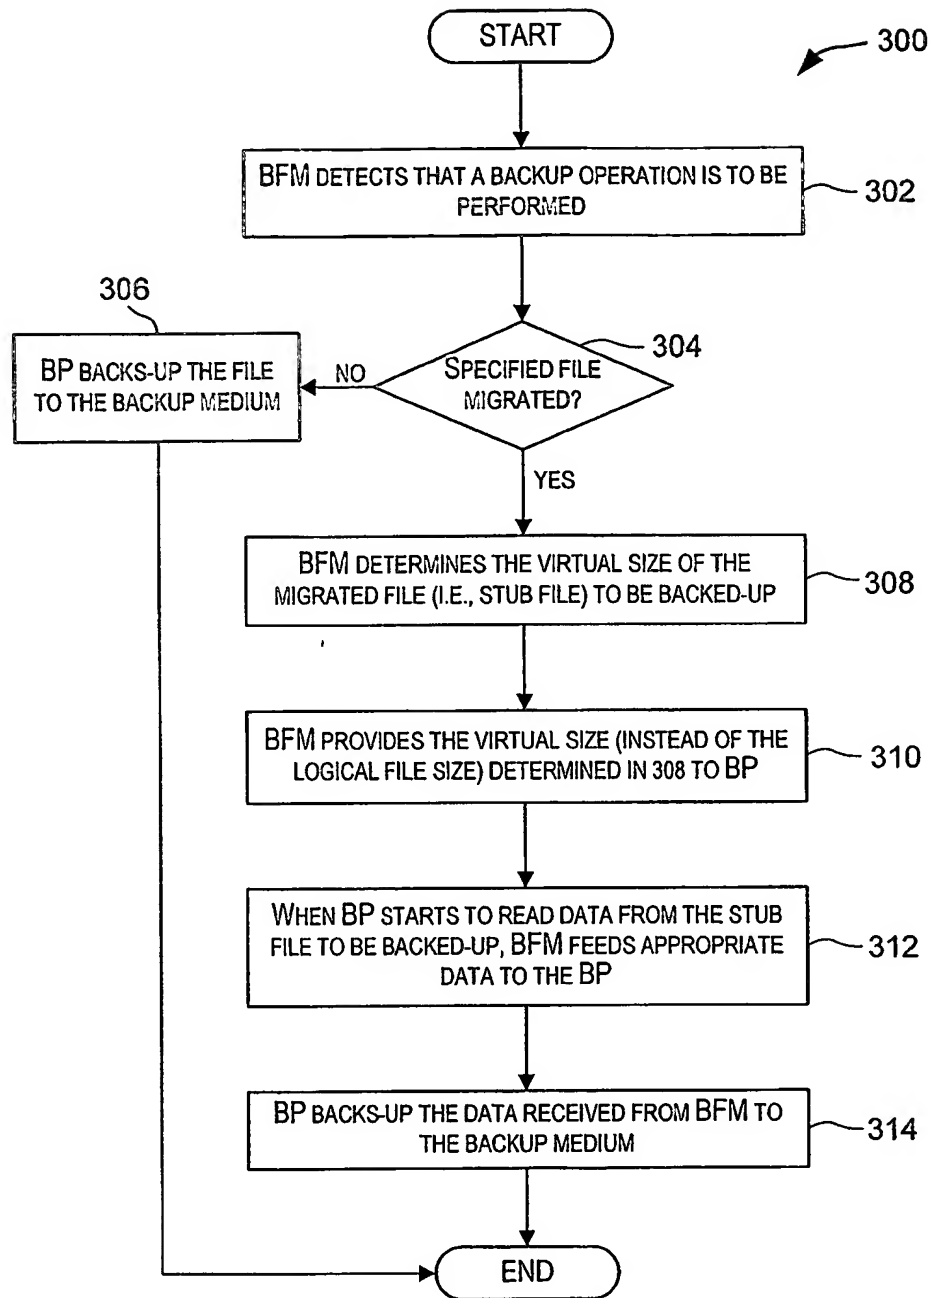 START
300
BFM DETECTS THAT A BACKUP OPERATION IS TO BE
PERFORMED
302
306
BP BACKS-UP THE FILE
TO THE BACKUP MEDIUM
NO
304
SPECIFIED FILE
MIGRATED?
YES
BFM DETERMINES THE VIRTUAL SIZE OF THE
MIGRATED FILE (I.E., STUB FILE) TO BE BACKED-UP
308
BFM PROVIDES THE VIRTUAL SIZE (INSTEAD OF THE
LOGICAL FILE SIZE) DETERMINED IN 308 TO BP
310
WHEN BP STARTS TO READ DATA FROM THE STUB
FILE TO BE BACKED-UP, BFM FEEDS APPROPRIATE
DATA TO THE BP
312
BP BACKS-UP THE DATA RECEIVED FROM BFM TO
THE BACKUP MEDIUM
314
END